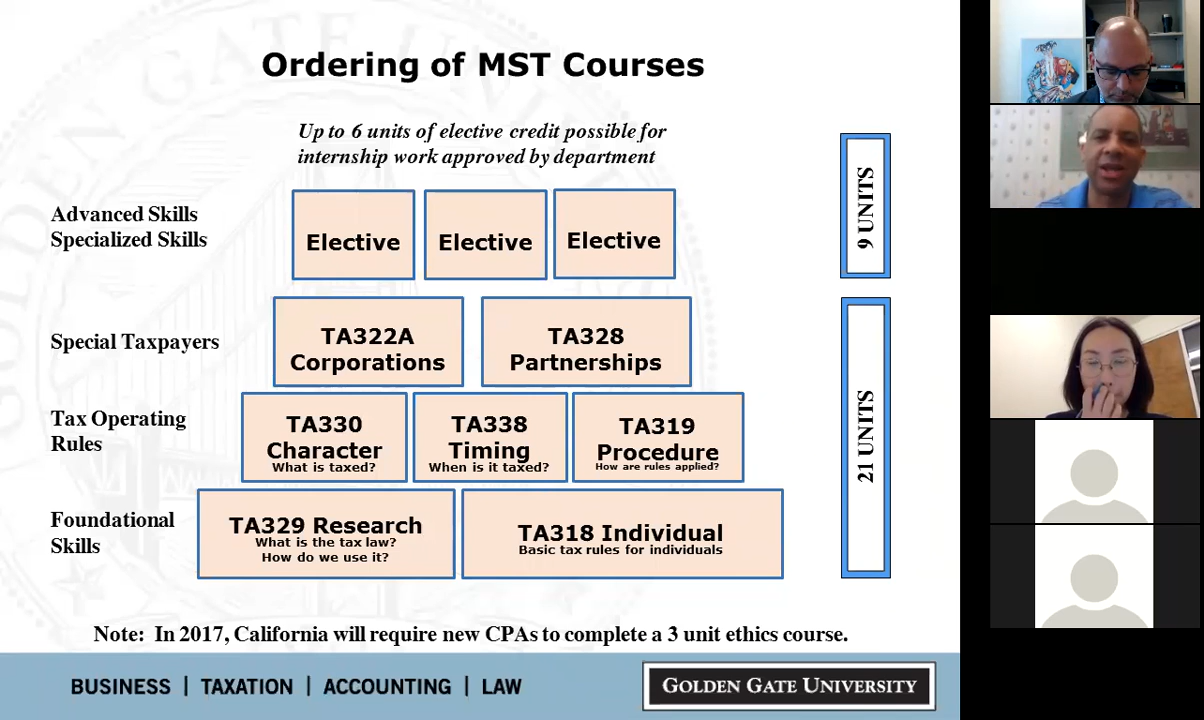 Ordering of MST Courses
Up to 6 units of elective credit possible for
internship work approved by department
Advanced Skills
Specialized Skills
Elective
Elective
Elective
9 UNITS
Special Taxpayers
TA322A
Corporations
TA328
Partnerships
Tax Operating
Rules
TA330
Character
What is taxed?
TA338
Timing
When is it taxed?
TA319
Procedure
How are rules applied?
Foundational
Skills
TA329 Research
What is the tax law?
How do we use it?
TA318 Individual
Basic tax rules for individuals
21 UNITS
Note: In 2017, California will require new CPAs to complete a 3 unit ethics course.
BUSINESS | TAXATION | ACCOUNTING | LAW
GOLDEN GATE UNIVERSITY